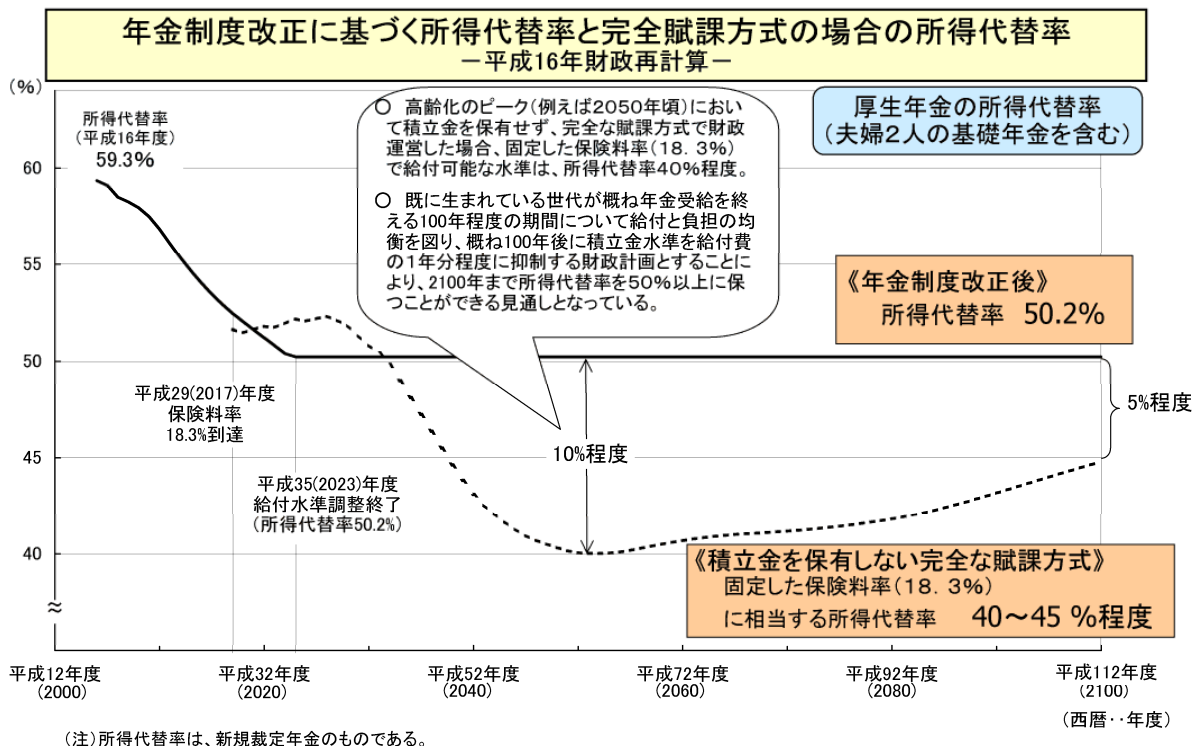 年金制度改正に基づく所得代替率と完全賦課方式の場合の所得代替率
－平成16年財政再計算－
(%)
所得代替率
(平成16年度)
59.3%
○　高齢化のピーク(例えば2050年頃)におい
て積立金を保有せず、完全な賦課方式で財政
運営した場合、固定した保険料率(18．3%)
で給付可能な水準は、所得代替率40%程度。
○　既に生まれている世代が概ね年金受給を終
える100年程度の期間について給付と負担の均
衡を図り、概ね100年後に積立金水準を給付費
の1年分程度に抑制する財政計画とすることに
より、2100年まで所得代替率を50%以上に保
つことができる見通しとなっている。
厚生年金の所得代替率
(夫婦2人の基礎年金を含む)
60
55
50
45
40
≪年金制度改正後≫
所得代替率　50.2%
平成29(2017)年度
保険料率
18.3%到達
平成35(2023)年度
給付水準調整終了
(所得代替率50.2%)
10%程度
5%程度
≪積立金を保有しない完全な賦課方式≫
固定した保険料率(18．3%)
に相当する所得代替率　40～45 %程度
平成12年度
(2000)
平成32年度
(2020)
平成52年度
(2040)
平成72年度
(2060)
平成92年度
(2080)
平成112年度
(2100)
(西暦‥年度)
(注)所得代替率は、新規裁定年金のものである。